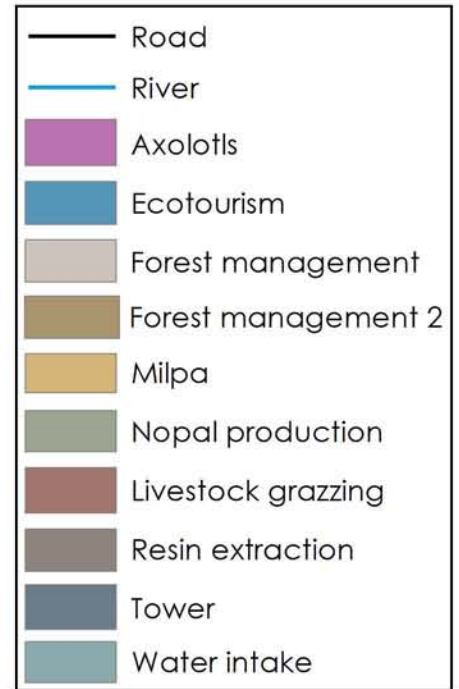 Road
River
Axolotls
Ecotourism
Forest management
Forest management 2
Milpa
Nopal production
Livestock grazzing
Resin extraction
Tower
Water intake